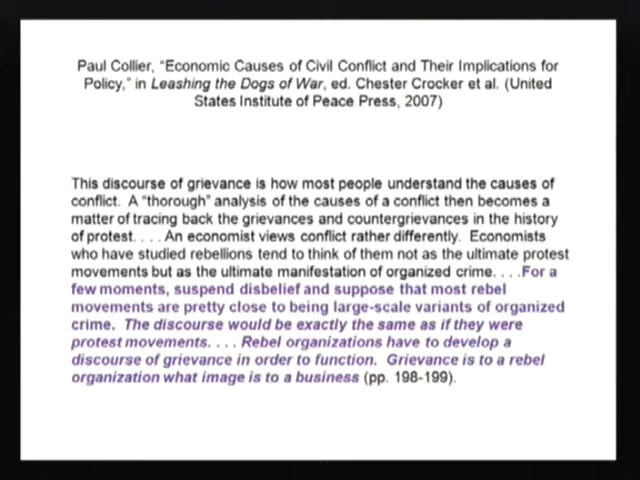 Paul Collier, “Economic Causes of Civil Conflict and Their Implications for
Policy,” in Leashing the Dogs of War, ed. Chester Crocker et al. (United
States Institute of Peace Press, 2007)
This discourse of grievance is how most people understand the causes of
conflict.  A “thorough” analysis of the causes of a conflict then becomes a
matter of tracing back the grievances and countergrievances in the history
of protest. . . . An economist views conflict rather differently.  Economists
who have studied rebellions tend to think of them not as the ultimate protest
movements but as the ultimate manifestation of organized crime. . . .For a
few moments, suspend disbelief and suppose that most rebel
movements are pretty close to being large-scale variants of organized
crime.  The discourse would be exactly the same as if they were
protest movements. . . . Rebel organizations have to develop a
discourse of grievance in order to function.  Grievance is to a rebel
organization what image is to a business (pp. 198-199).